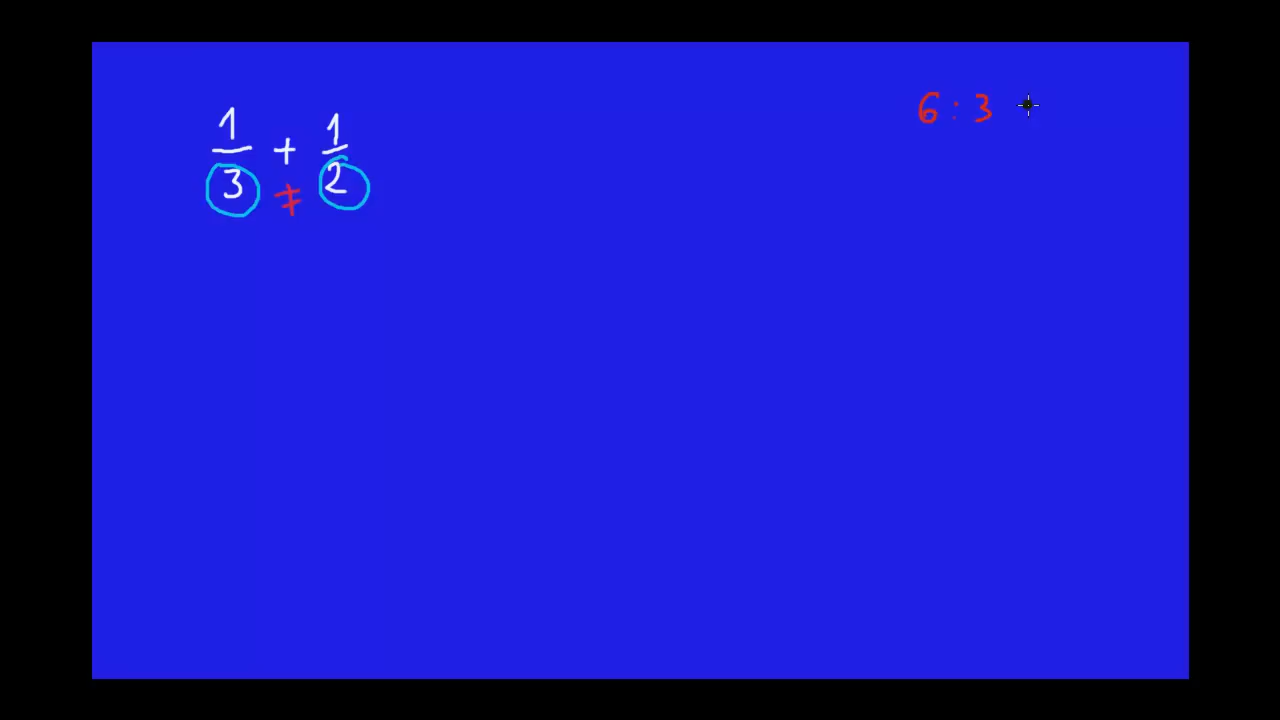 1/3 + 1/2
≠
6 : 3